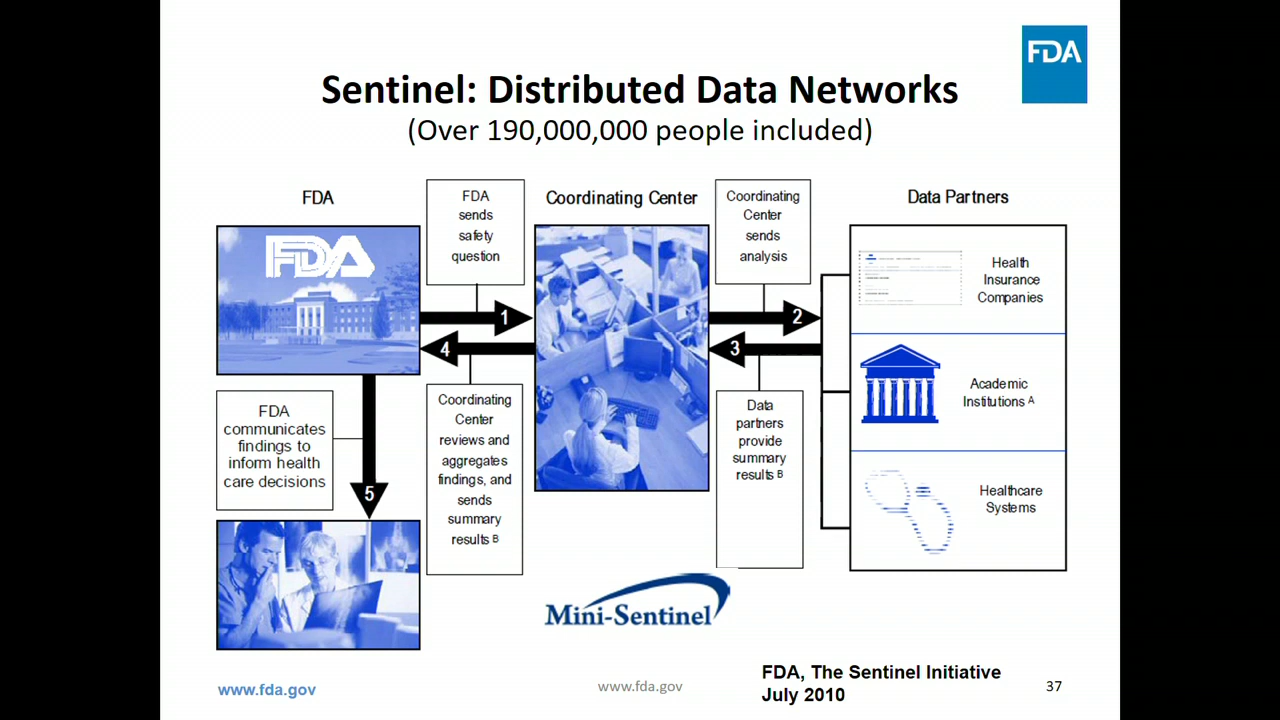 FDA
Sentinel: Distributed Data Networks
(Over 190,000,000 people included)
FDA
FDA
sends
safety
question
Coordinating Center
Coordinating
Center
sends
analysis
Data Partners
FDA
1
2
4
3
Health
Insurance
Companies
Academic
Institutions A
Healthcare
Systems
FDA
communicates
findings to
inform health
care decisions
5
Coordinating
Center
reviews and
aggregates
findings, and
sends
summary
results B
Data
partners
provide
summary
results B
Mini-Sentinel
www.fda.gov
www.fda.gov
FDA, The Sentinel Initiative
July 2010
37